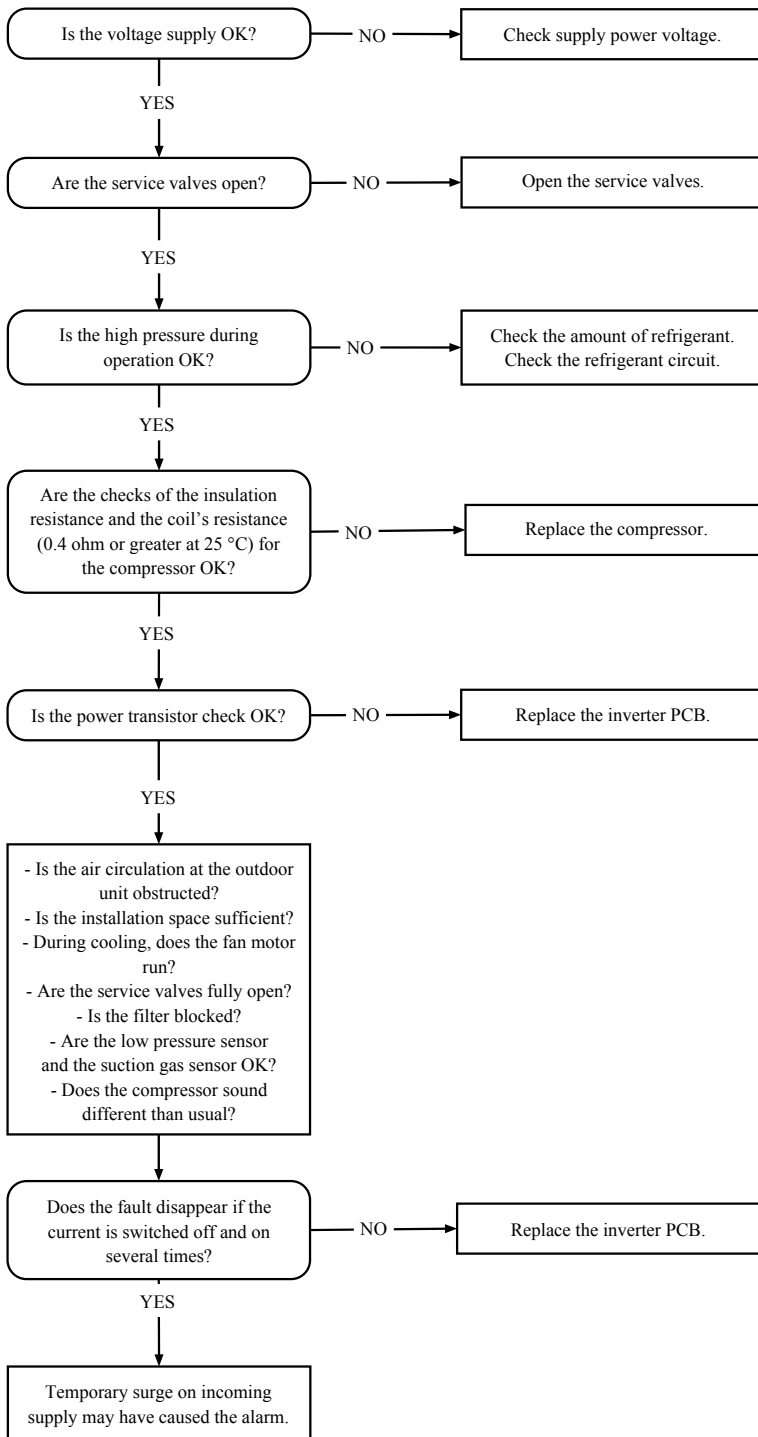 Is the voltage supply OK?
NO
Check supply power voltage.
YES
Are the service valves open?
NO
Open the service valves.
YES
Is the high pressure during
operation OK?
NO
Check the amount of refrigerant.
Check the refrigerant circuit.
YES
Are the checks of the insulation
resistance and the coil's resistance
(0.4 ohm or greater at 25 °C) for
the compressor OK?
NO
Replace the compressor.
YES
Is the power transistor check OK?
NO
Replace the inverter PCB.
YES
- Is the air circulation at the outdoor
unit obstructed?
- Is the installation space sufficient?
- During cooling, does the fan motor
run?
- Are the service valves fully open?
- Is the filter blocked?
- Are the low pressure sensor
and the suction gas sensor OK?
- Does the compressor sound
different than usual?
Does the fault disappear if the
current is switched off and on
several times?
NO
Replace the inverter PCB.
YES
Temporary surge on incoming
supply may have caused the alarm.